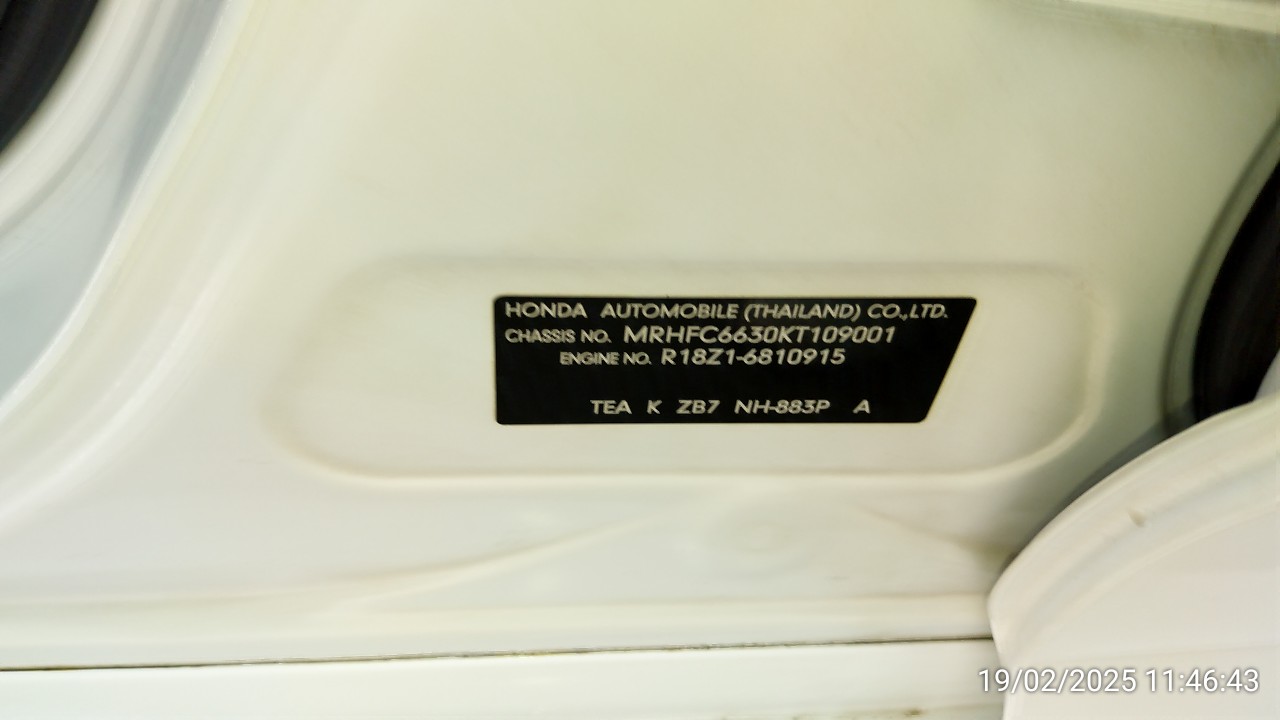 HONDA AUTOMOBILE (THAILAND) CO.,LTD.
CHASSIS NO. MRHFC6630KT109001
ENGINE NO. R18Z1-6810915
TEA K ZB7 NH-883P A
19/02/2025 11:46:43